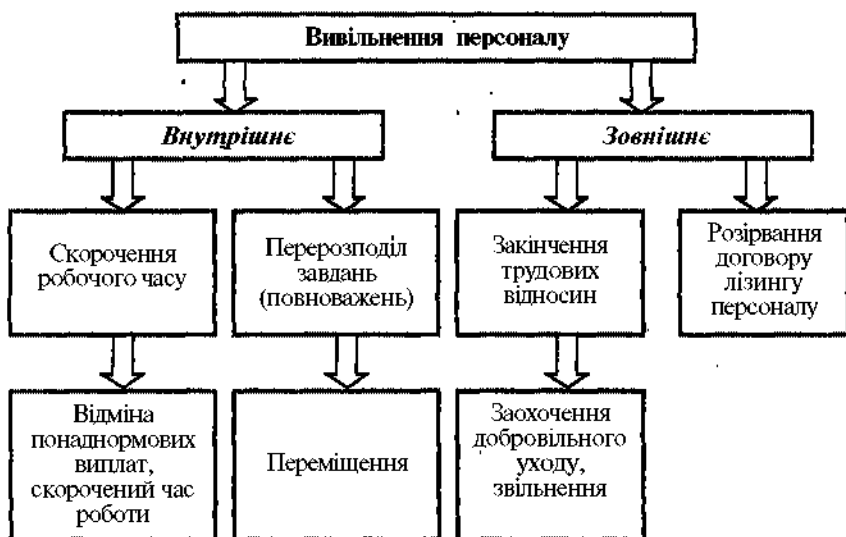 Вивільнення персоналу
Внутрішнє
Зовнішнє
Скорочення
робочого часу
Перерозподіл
завдань
(повноважень)
Закінчення
трудових
відносин
Розірвання
договору
лізингу
персоналу
Відміна
понаднормових
виплат,
скорочений час
роботи
Переміщення
Заохочення
добровільного
уходу,
звільнення